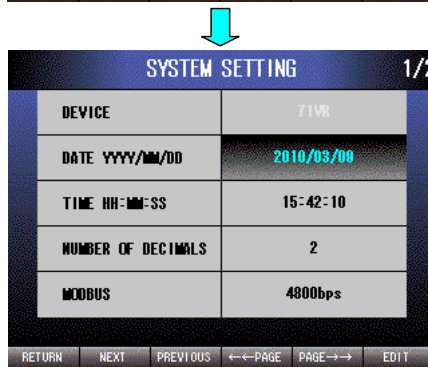 SYSTEM SETTING 1/2
DEVICE 71VR
DATE YYYY/MM/DD 2010/03/09
TIME HH:MM:SS 15:42:10
NUMBER OF DECIMALS 2
MODBUS 4800bps
RETURN NEXT PREVIOUS ←←PAGE PAGE→→ EDIT